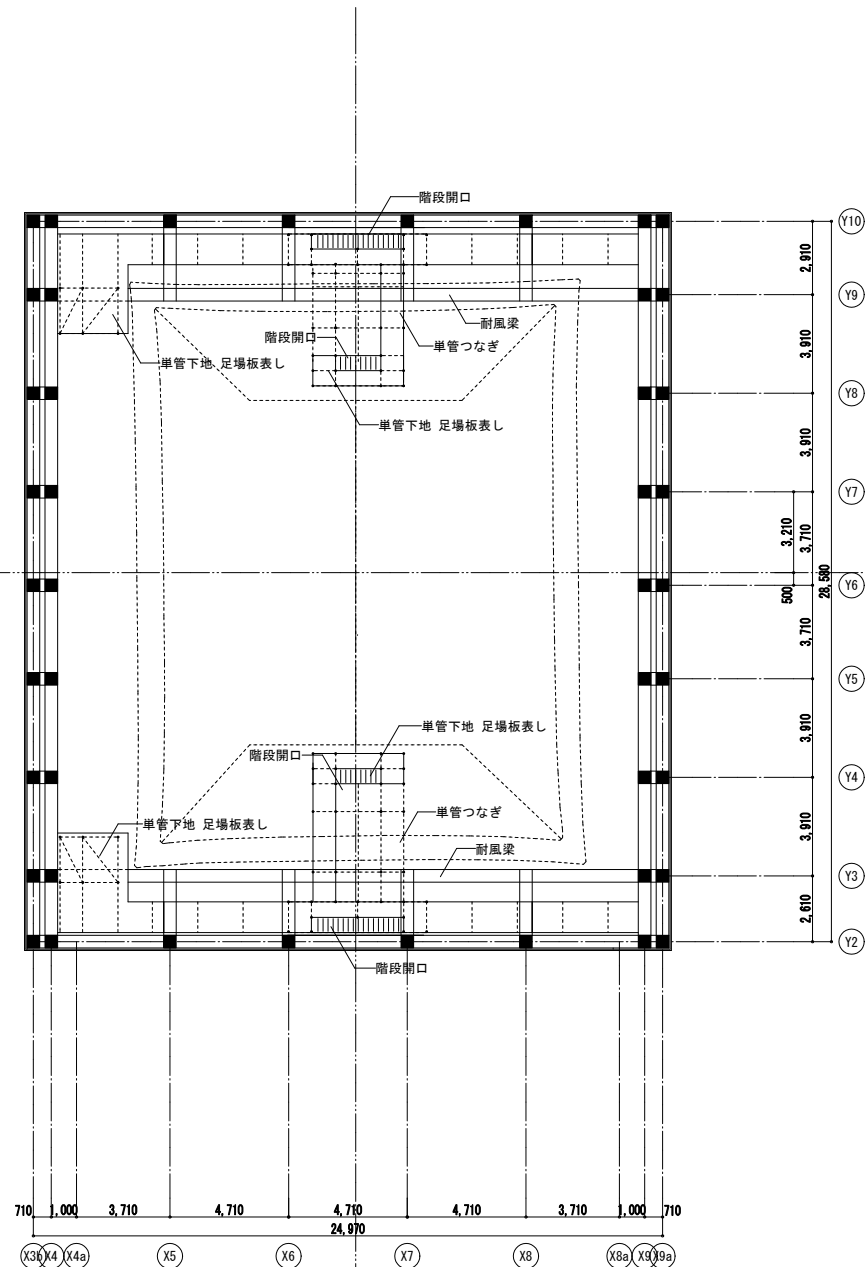 階段開口
Y10
2,910
Y9
耐風梁
階段開口
単管つなぎ
3,910
単管下地 足場板表し
Y8
単管下地 足場板表し
3,910
Y7
3,210
3,710
28,580
Y6
500
3,710
Y5
単管下地 足場板表し
3,910
階段開口
Y4
単管つなぎ
単管下地 足場板表し
3,910
耐風梁
Y3
2,610
Y2
階段開口
710
1,000
3,710
4,710
4,710
4,710
3,710
1,000
710
24,970
X3b
X4
X4a
X5
X6
X7
X8
X8a
X9
X9a